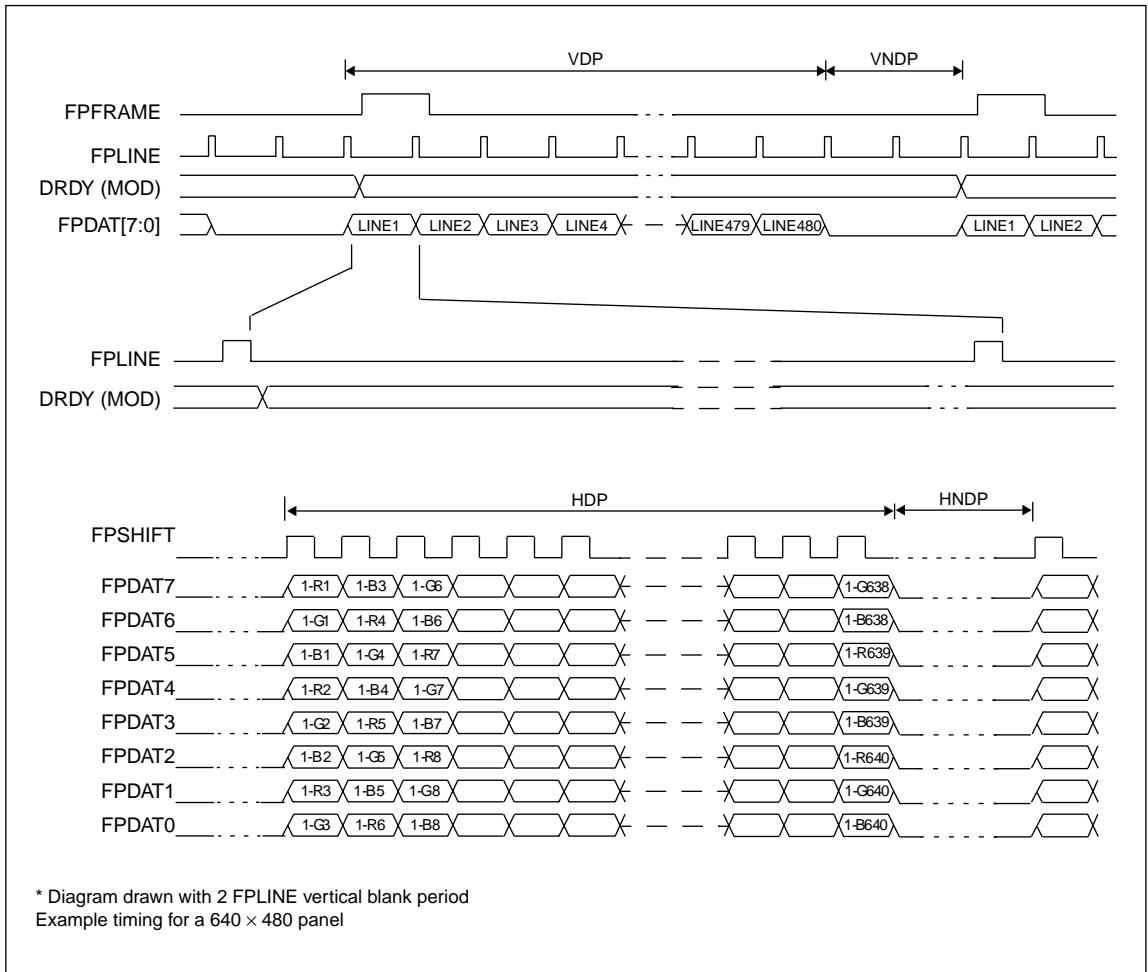 VDP VNDP
FPFRAME
FPLINE
DRDY (MOD)
FPDAT[7:0] LINE1 LINE2 LINE3 LINE4 LINE479 LINE480 LINE1 LINE2
FPLINE
DRDY (MOD)
HDP HNDP
FPSHIFT
FPDAT7 1-R1 1-B3 1-G6 1-G638
FPDAT6 1-G1 1-R4 1-B6 1-B638
FPDAT5 1-B1 1-G4 1-R7 1-R639
FPDAT4 1-R2 1-B4 1-G7 1-G639
FPDAT3 1-G2 1-R5 1-B7 1-B639
FPDAT2 1-B2 1-G5 1-R8 1-R640
FPDAT1 1-R3 1-B5 1-G8 1-G640
FPDAT0 1-G3 1-R6 1-B8 1-B640
* Diagram drawn with 2 FPLINE vertical blank period
Example timing for a 640 × 480 panel